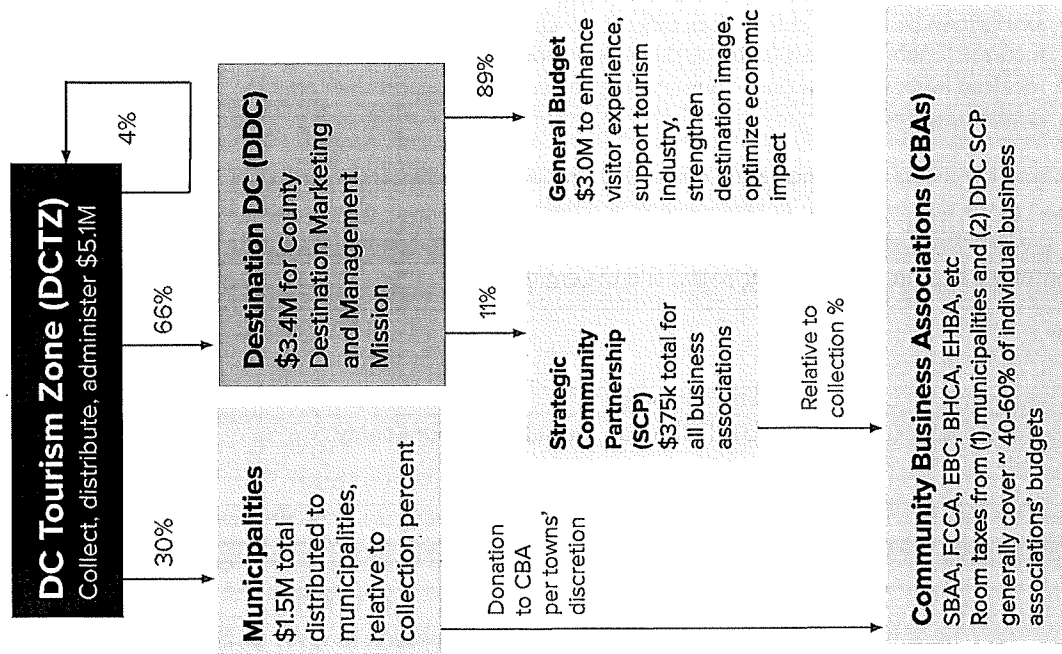 DC Tourism Zone (DCTZ)
Collect, distribute, administer $5.1M
4%
30%
66%
Municipalities
$1.5M total
distributed to
municipalities,
relative to
collection percent
Destination DC (DDC)
$3.4M for County
Destination Marketing
and Management
Mission
11%
89%
Donation
to CBA
per towns'
discretion
Strategic
Community
Partnership
(SCP)
$375k total for
all business
associations
General Budget
$3.0M to enhance
visitor experience,
support tourism
industry,
strengthen
destination image,
optimize economic
impact
Relative to
collection %
Community Business Associations (CBAs)
SBAA, FCCA, EBC, BHCA, EHBA, etc
Room taxes from (1) municipalities and (2) DDC SCP
generally cover ~ 40-60% of individual business
associations' budgets